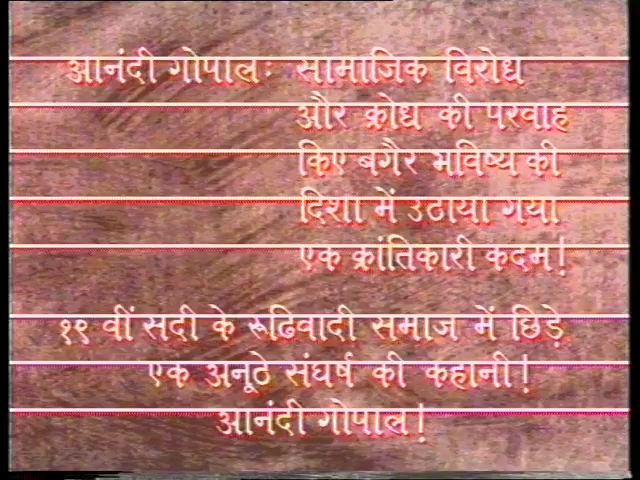 आनंदी गोपालः सामाजिक विरोध
और क्रोध की परवाह
किए बगैर भविष्य की
दिशा में उठाया गया
एक क्रांतिकारी कदम!
१९ वीं सदी के रूढिवादी समाज में छिड़े
एक अनूठे संघर्ष की कहानी!
आनंदी गोपाल!